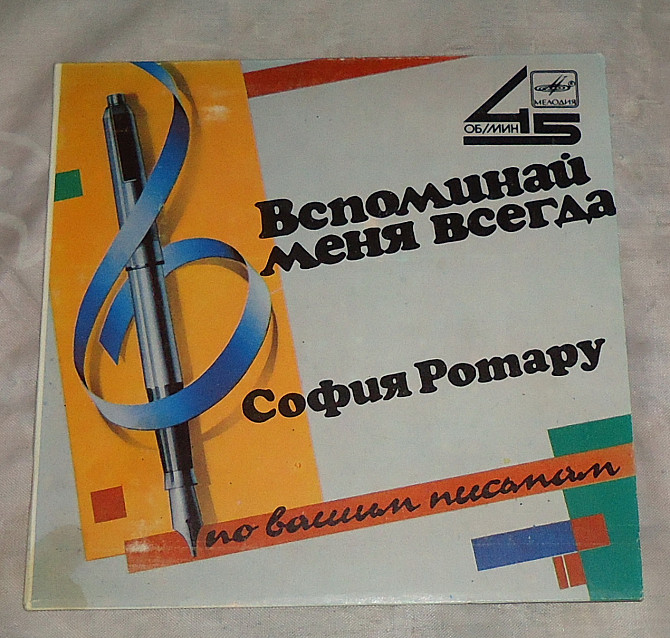 45
ОБ/МИН
МЕЛОДИЯ
Вспоминай
меня всегда
София Ротару
по вашим письмам